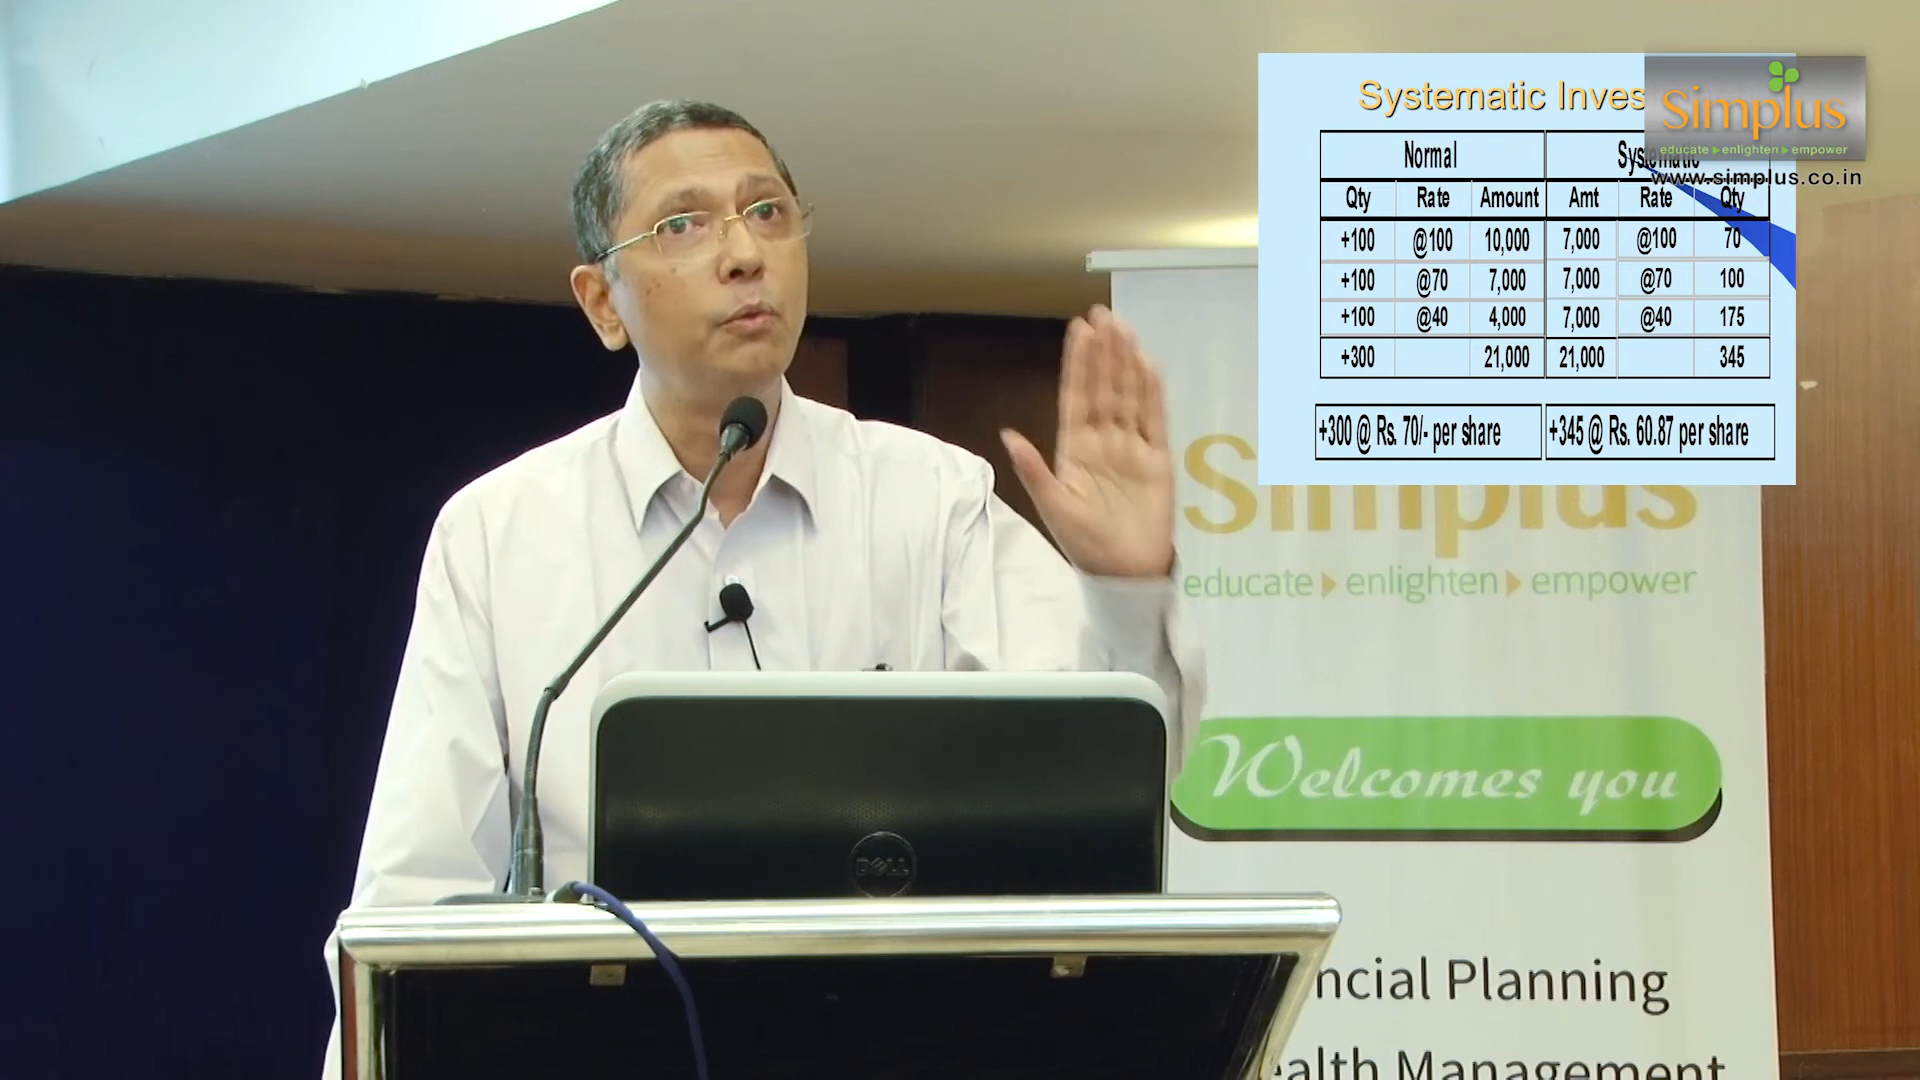 Systematic Inves
Simplus
educate enlighten empower
www.simplus.co.in
Normal Systematic
Qty Rate Amount Amt Rate Qty
+100 @100 10,000 7,000 @100 70
+100 @70 7,000 7,000 @70 100
+100 @40 4,000 7,000 @40 175
+300 21,000 21,000 345
+300 @ Rs. 70/- per share +345 @ Rs. 60.87 per share
Simplus
educate enlighten empower
Welcomes you
DELL
ncial Planning
ealth Management